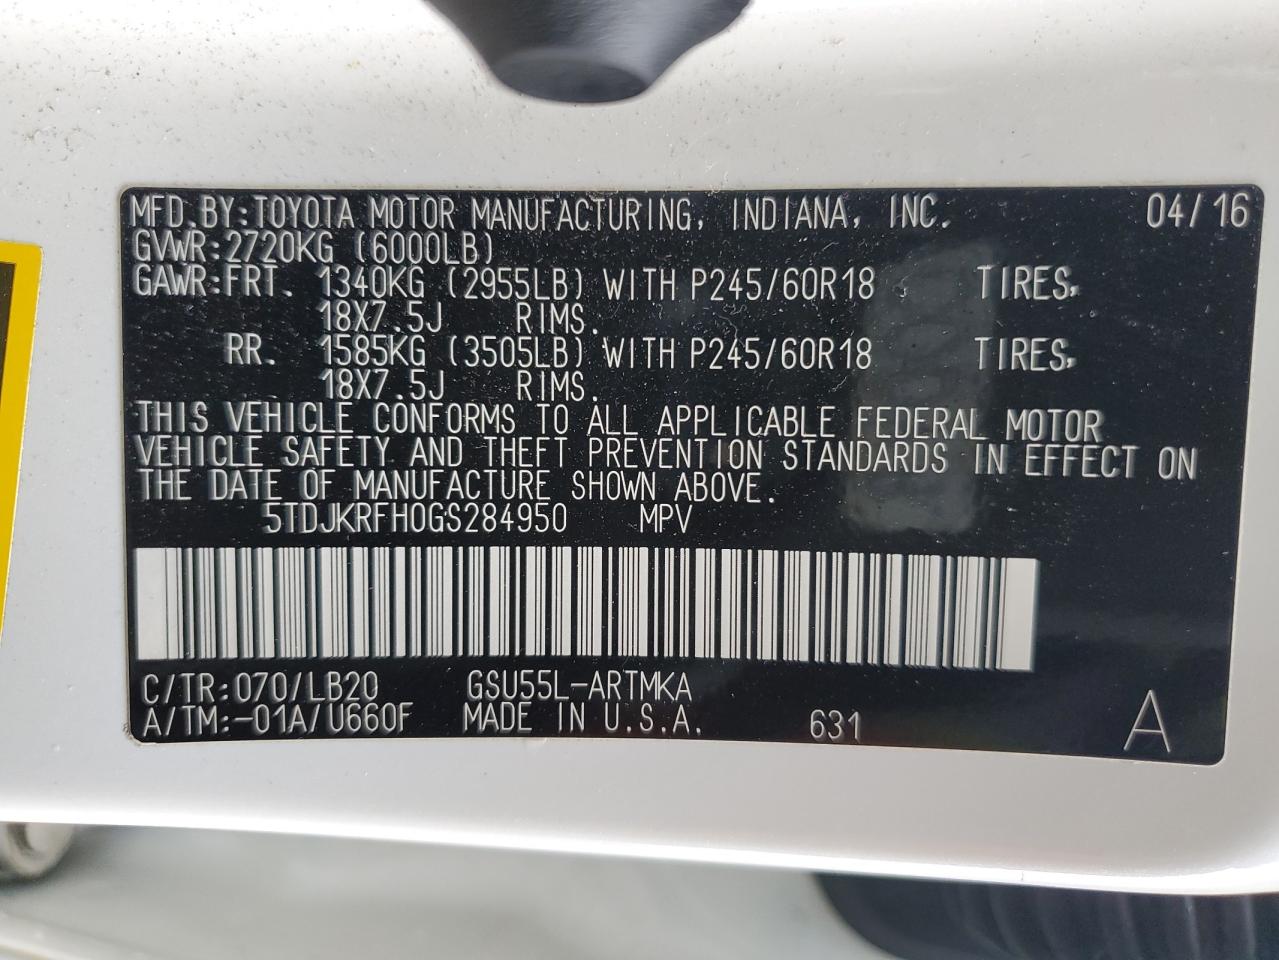 MFD.BY:TOYOTA MOTOR MANUFACTURING, INDIANA, INC. 04/16
GVWR:2720KG (6000LB)
GAWR:FRT. 1340KG (2955LB) WITH P245/60R18 TIRES,
18X7.5J RIMS.
RR. 1585KG (3505LB) WITH P245/60R18 TIRES,
18X7.5J RIMS.
THIS VEHICLE CONFORMS TO ALL APPLICABLE FEDERAL MOTOR
VEHICLE SAFETY AND THEFT PREVENTION STANDARDS IN EFFECT ON
THE DATE OF MANUFACTURE SHOWN ABOVE.
5TDJKRFH0GS284950 MPV
C/TR:070/LB20 GSU55L-ARTMKA
A/TM:-01A/U660F MADE IN U.S.A. 631 A